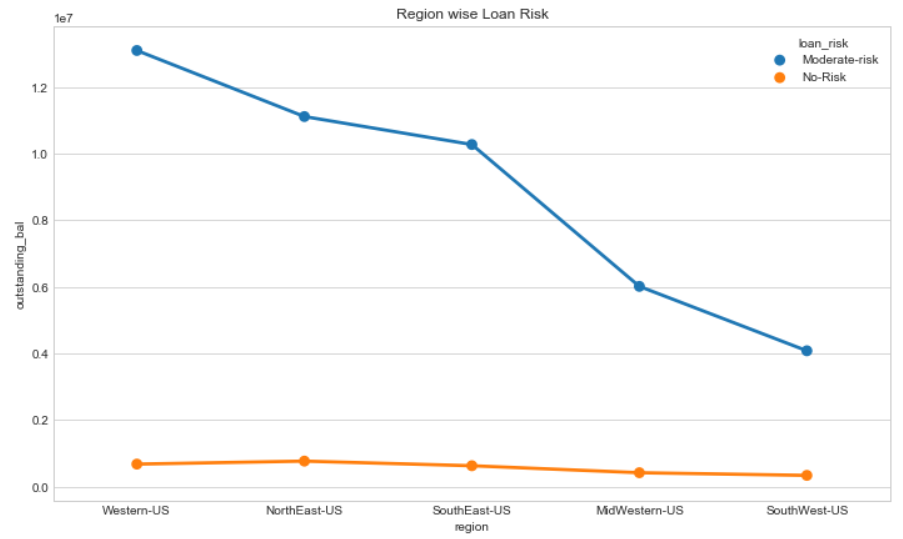 Region wise Loan Risk
1e7
loan_risk
Moderate-risk
No-Risk
1.2
1.0
0.8
0.6
0.4
0.2
0.0
outstanding_bal
Western-US NorthEast-US SouthEast-US MidWestern-US SouthWest-US
region